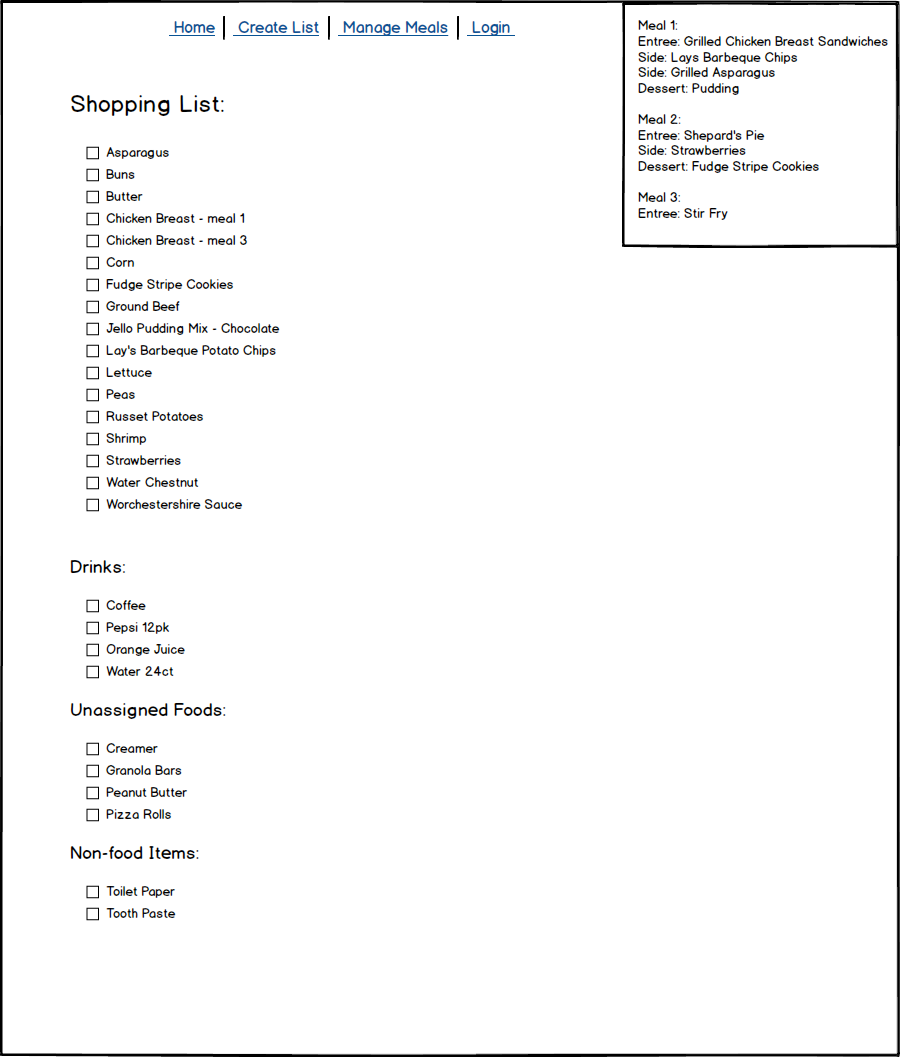 Home | Create List | Manage Meals | Login
Meal 1:
Entree: Grilled Chicken Breast Sandwiches
Side: Lays Barbeque Chips
Side: Grilled Asparagus
Dessert: Pudding
Meal 2:
Entree: Shepard's Pie
Side: Strawberries
Dessert: Fudge Stripe Cookies
Meal 3:
Entree: Stir Fry
Shopping List:
Asparagus
Buns
Butter
Chicken Breast - meal 1
Chicken Breast - meal 3
Corn
Fudge Stripe Cookies
Ground Beef
Jello Pudding Mix - Chocolate
Lay's Barbeque Potato Chips
Lettuce
Peas
Russet Potatoes
Shrimp
Strawberries
Water Chestnut
Worchestershire Sauce
Drinks:
Coffee
Pepsi 12pk
Orange Juice
Water 24ct
Unassigned Foods:
Creamer
Granola Bars
Peanut Butter
Pizza Rolls
Non-food Items:
Toilet Paper
Tooth Paste